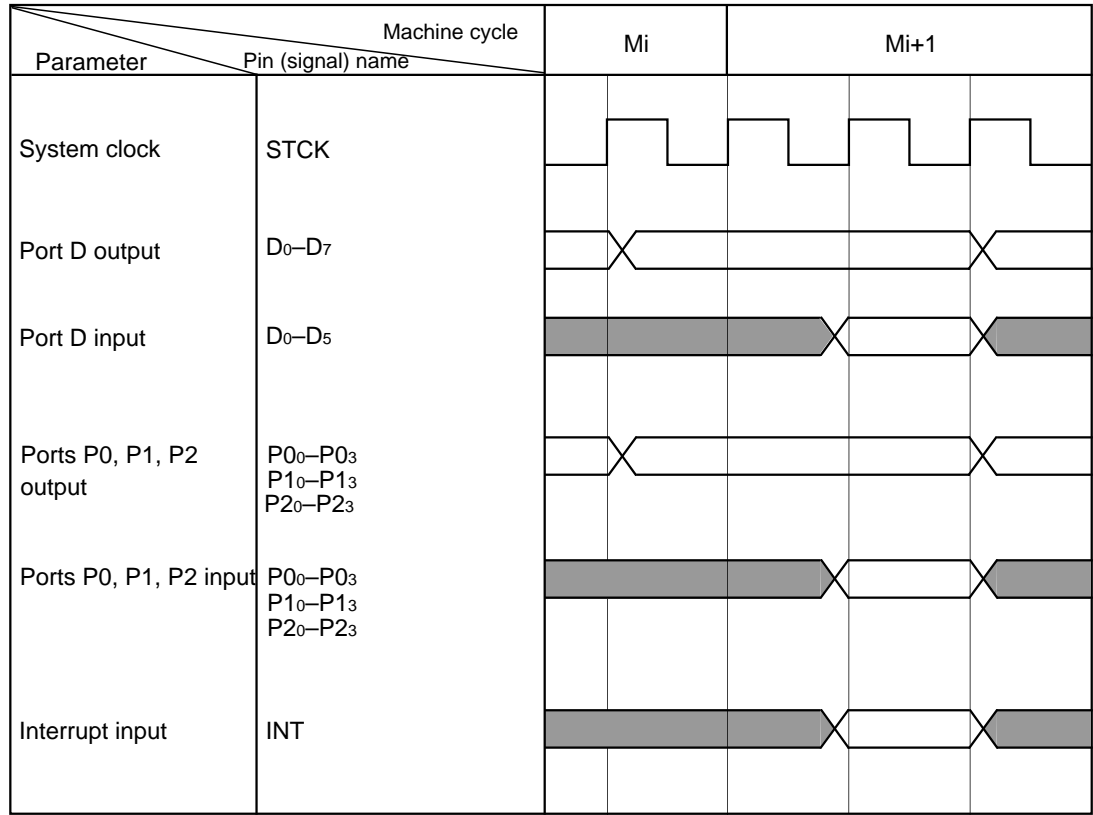 Machine cycle
Parameter
Pin (signal) name
Mi
Mi+1
System clock
STCK
Port D output
D0–D7
Port D input
D0–D5
Ports P0, P1, P2
output
P00–P03
P10–P13
P20–P23
Ports P0, P1, P2 input
P00–P03
P10–P13
P20–P23
Interrupt input
INT